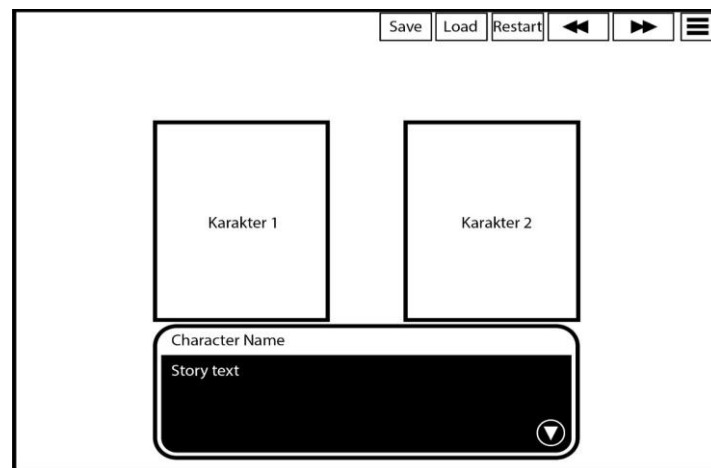 Save Load Restart
Karakter 1 Karakter 2
Character Name
Story text